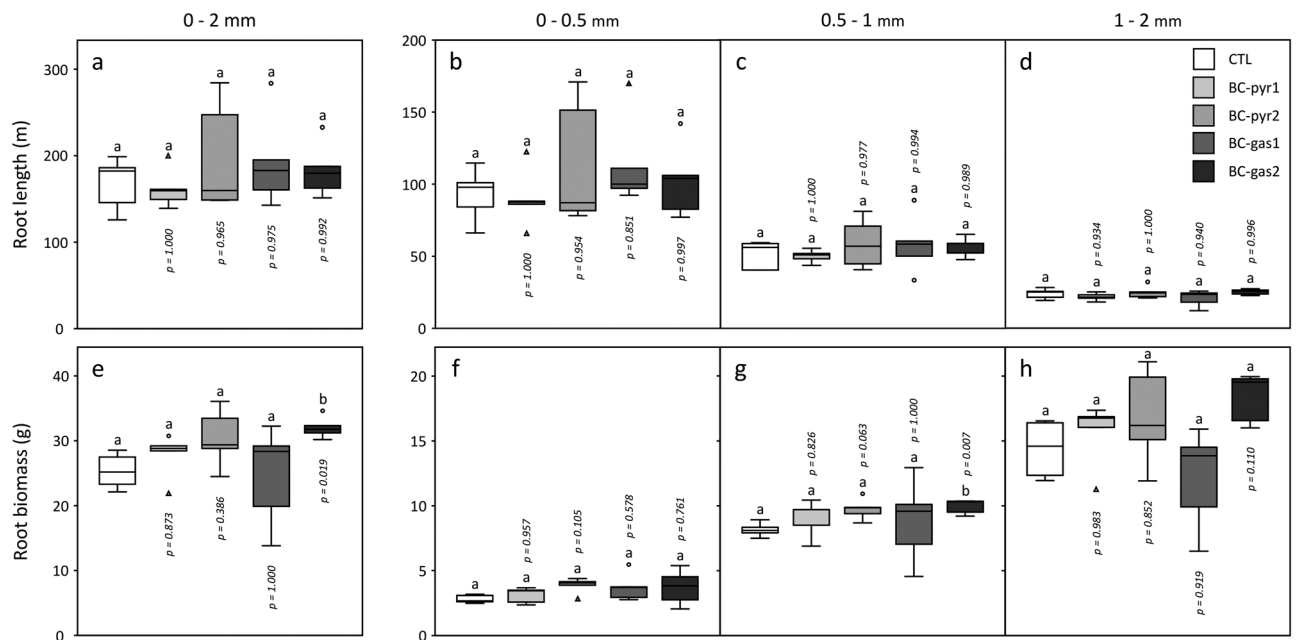 0 - 2 mm
0 - 0.5 mm
0.5 - 1 mm
1 - 2 mm
Root length (m)
300
200
100
0
a
a
a
a
a
a
p = 1.000
p = 0.965
p = 0.975
p = 0.992
200
150
100
50
0
b
a
a
a
a
a
p = 1.000
p = 0.954
p = 0.851
p = 0.997
c
a
a
a
a
a
p = 1.000
p = 0.977
p = 0.994
p = 0.989
d
a
a
a
a
a
p = 0.934
p = 1.000
p = 0.940
p = 0.996
CTL
BC-pyr1
BC-pyr2
BC-gas1
BC-gas2
Root biomass (g)
40
30
20
10
0
e
a
a
a
a
b
p = 0.873
p = 0.386
p = 1.000
p = 0.019
20
15
10
5
0
f
a
a
a
a
a
p = 0.957
p = 0.105
p = 0.578
p = 0.761
g
a
a
a
a
b
p = 0.826
p = 0.063
p = 1.000
p = 0.007
h
a
a
a
a
a
p = 0.983
p = 0.852
p = 0.919
p = 0.110